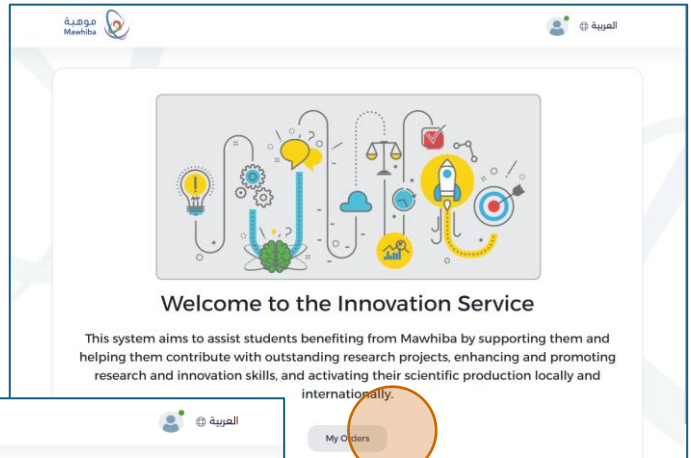 موهبة
Mawhiba
العربية
Welcome to the Innovation Service
This system aims to assist students benefiting from Mawhiba by supporting them and
helping them contribute with outstanding research projects, enhancing and promoting
research and innovation skills, and activating their scientific production locally and
internationally.
العربية
My Orders